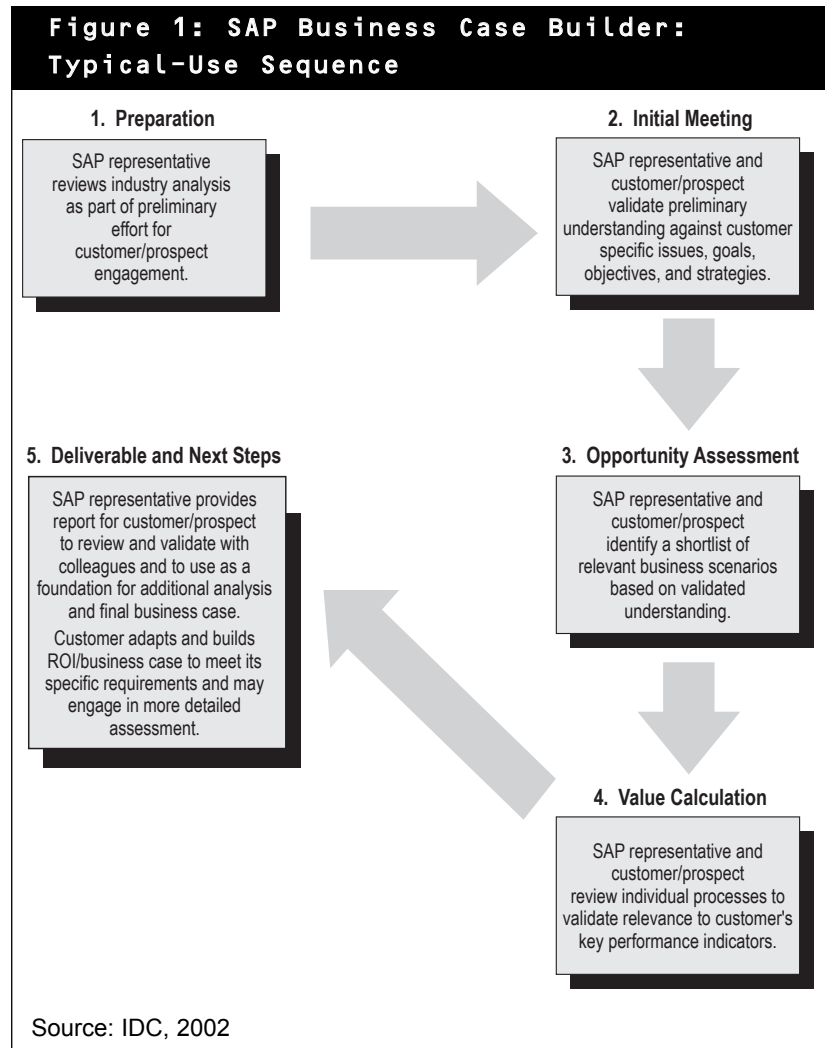 Figure 1: SAP Business Case Builder:
Typical-Use Sequence
1. Preparation
SAP representative
reviews industry analysis
as part of preliminary
effort for
customer/prospect
engagement.
2. Initial Meeting
SAP representative and
customer/prospect
validate preliminary
understanding against customer
specific issues, goals,
objectives, and strategies.
3. Opportunity Assessment
SAP representative and
customer/prospect
identify a shortlist of
relevant business scenarios
based on validated
understanding.
4. Value Calculation
SAP representative and
customer/prospect
review individual processes to
validate relevance to customer's
key performance indicators.
5. Deliverable and Next Steps
SAP representative provides
report for customer/prospect
to review and validate with
colleagues and to use as a
foundation for additional analysis
and final business case.
Customer adapts and builds
ROI/business case to meet its
specific requirements and may
engage in more detailed
assessment.
Source: IDC, 2002